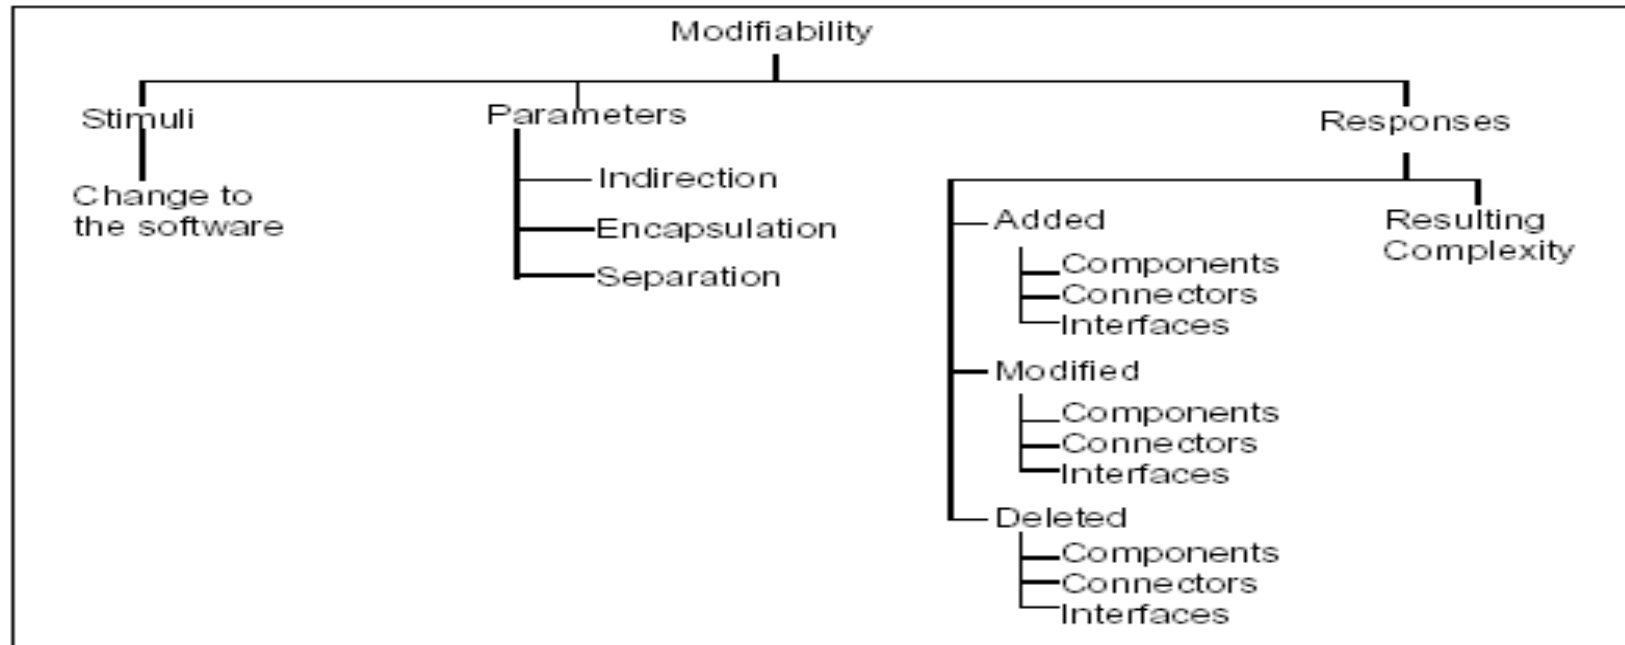 Modifiability
Stimuli
Change to
the software
Parameters
Indirection
Encapsulation
Separation
Responses
Added
Components
Connectors
Interfaces
Modified
Components
Connectors
Interfaces
Deleted
Components
Connectors
Interfaces
Resulting
Complexity